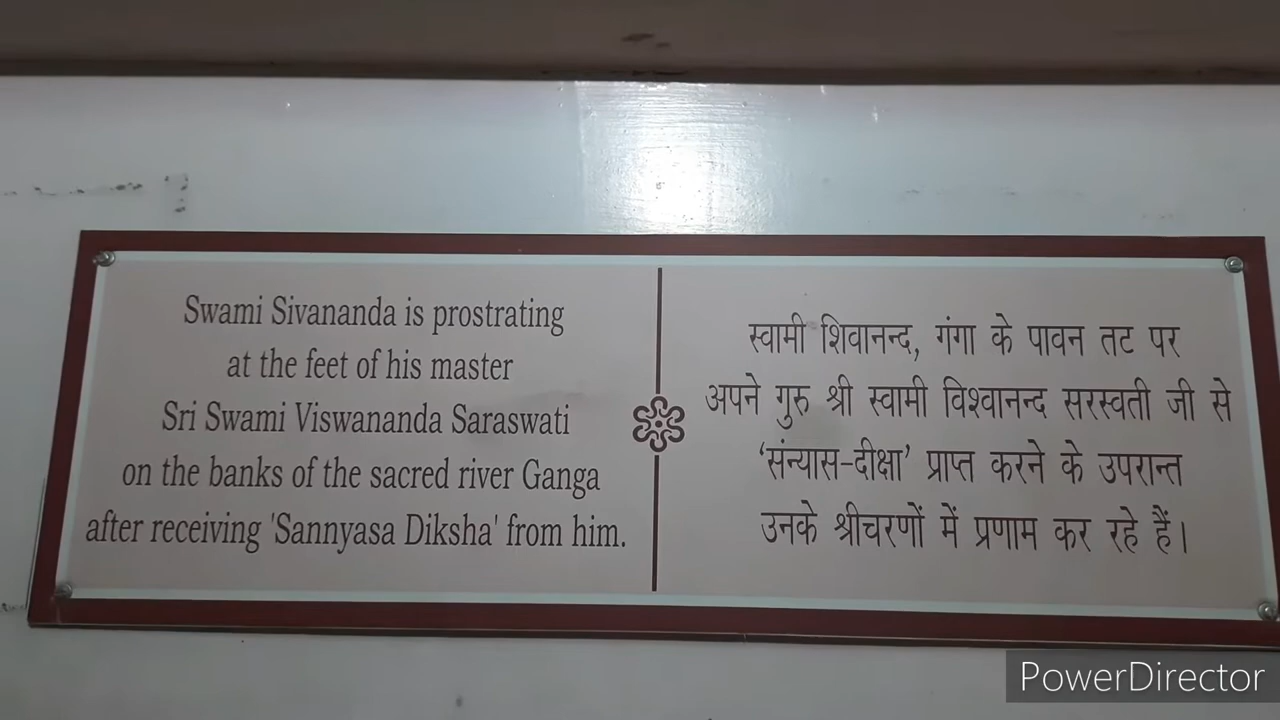 Swami Sivananda is prostrating
at the feet of his master
Sri Swami Viswananda Saraswati
on the banks of the sacred river Ganga
after receiving 'Sannyasa Diksha' from him.
स्वामी शिवानन्द, गंगा के पावन तट पर
अपने गुरु श्री स्वामी विश्वानन्द सरस्वती जी से
‘संन्यास-दीक्षा’ प्राप्त करने के उपरान्त
उनके श्रीचरणों में प्रणाम कर रहे हैं।
PowerDirector